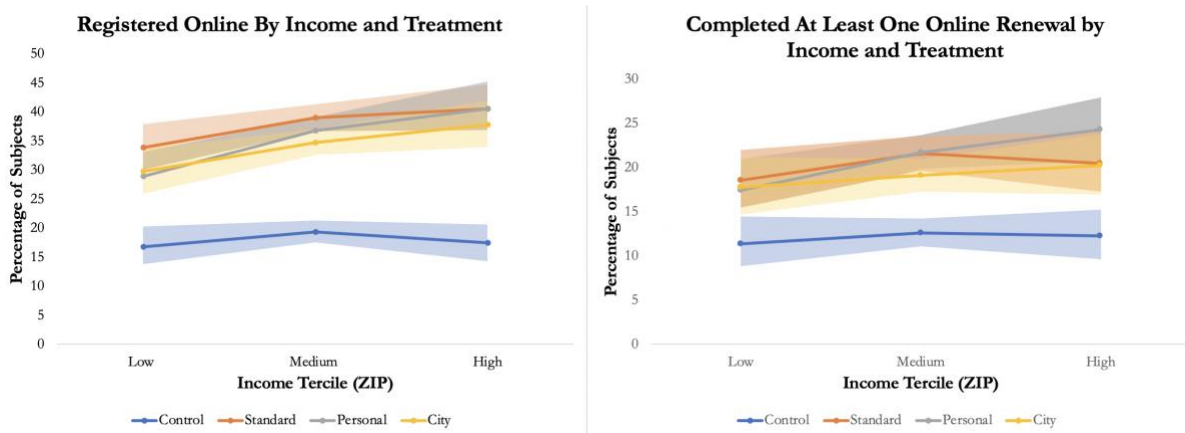 Registered Online By Income and Treatment
50
45
40
35
30
25
20
15
10
5
0
Percentage of Subjects
Low Medium High
Income Tercile (ZIP)
Control Standard Personal City
Completed At Least One Online Renewal by
Income and Treatment
30
25
20
15
10
5
0
Percentage of Subjects
Low Medium High
Income Tercile (ZIP)
Control Standard Personal City